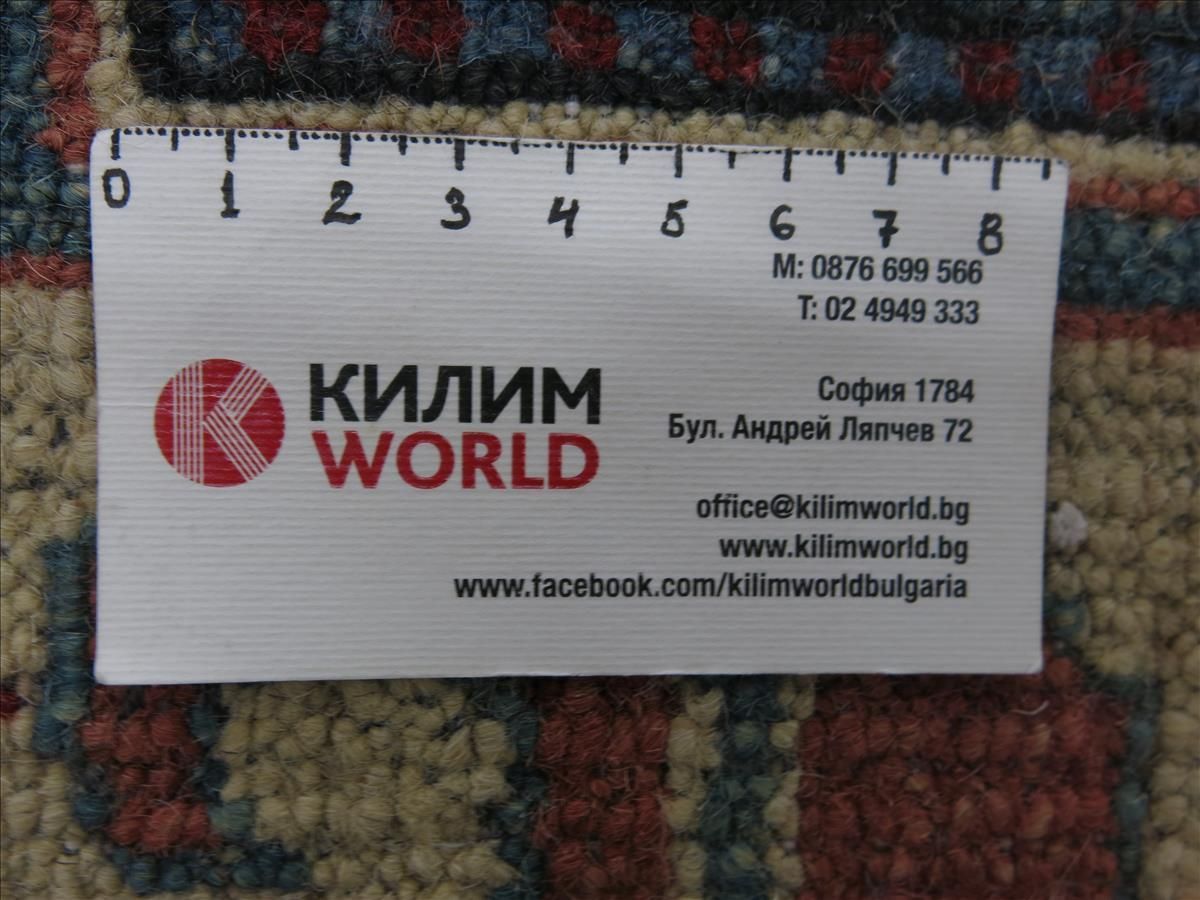 0 1 2 3 4 5 6 7 8
M: 0876 699 566
T: 02 4949 333
КИЛИМ
WORLD
София 1784
Бул. Андрей Ляпчев 72
office@kilimworld.bg
www.kilimworld.bg
www.facebook.com/kilimworldbulgaria